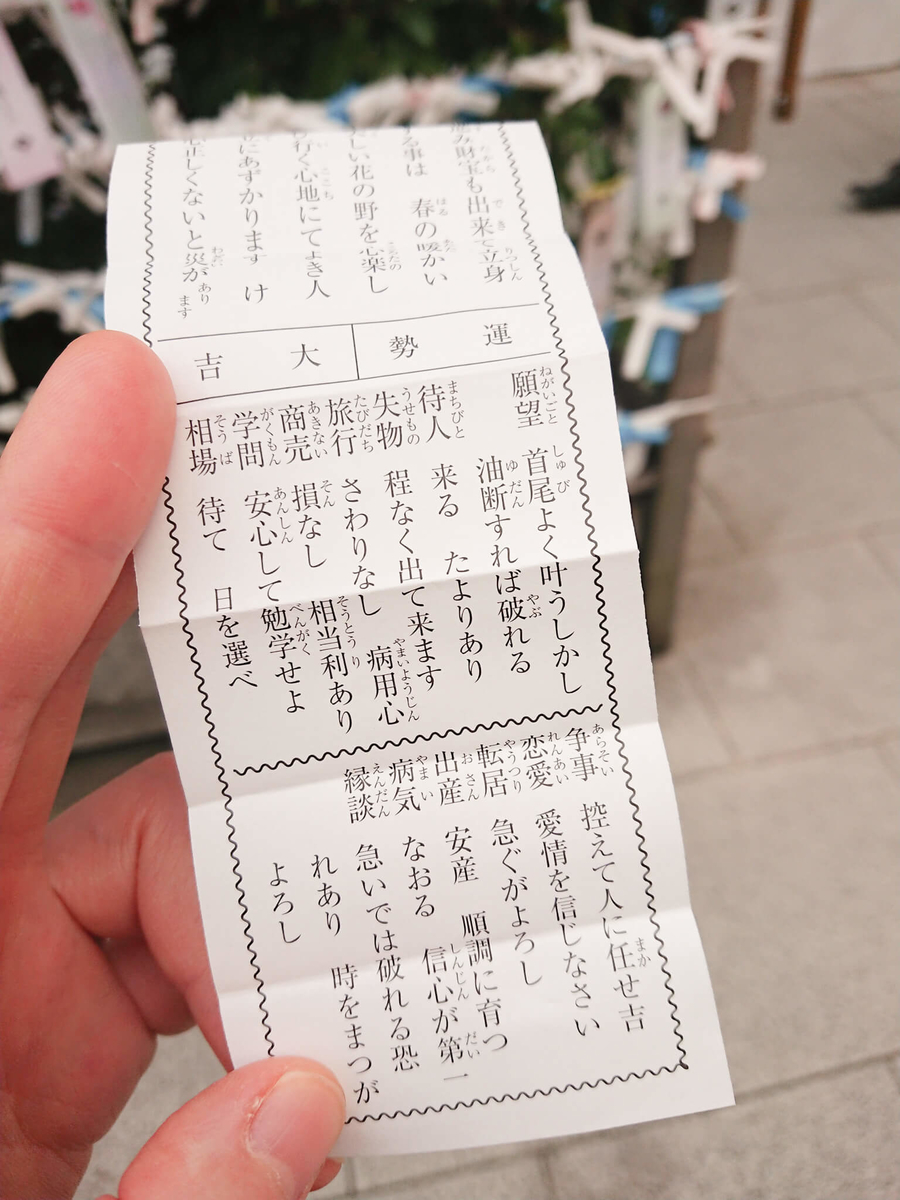 み財宝も出来て立身
る事は　春の暖かい
しい花の野を心楽し
行く心地にてよき人
にあずかります　け
正しくないと災があります
運勢　大吉
願望　首尾よく叶うしかし
油断すれば破れる
待人　来る　たよりあり
失物　程なく出て来ます
旅行　さわりなし　病用心
商売　損なし　相当利あり
学問　安心して勉学せよ
相場　待て　日を選べ
争事　控えて人に任せ吉
恋愛　愛情を信じなさい
転居　急ぐがよろし
出産　安産　順調に育つ
病気　なおる　信心が第一
縁談　急いでは破れる恐
れあり　時をまつが
よろし